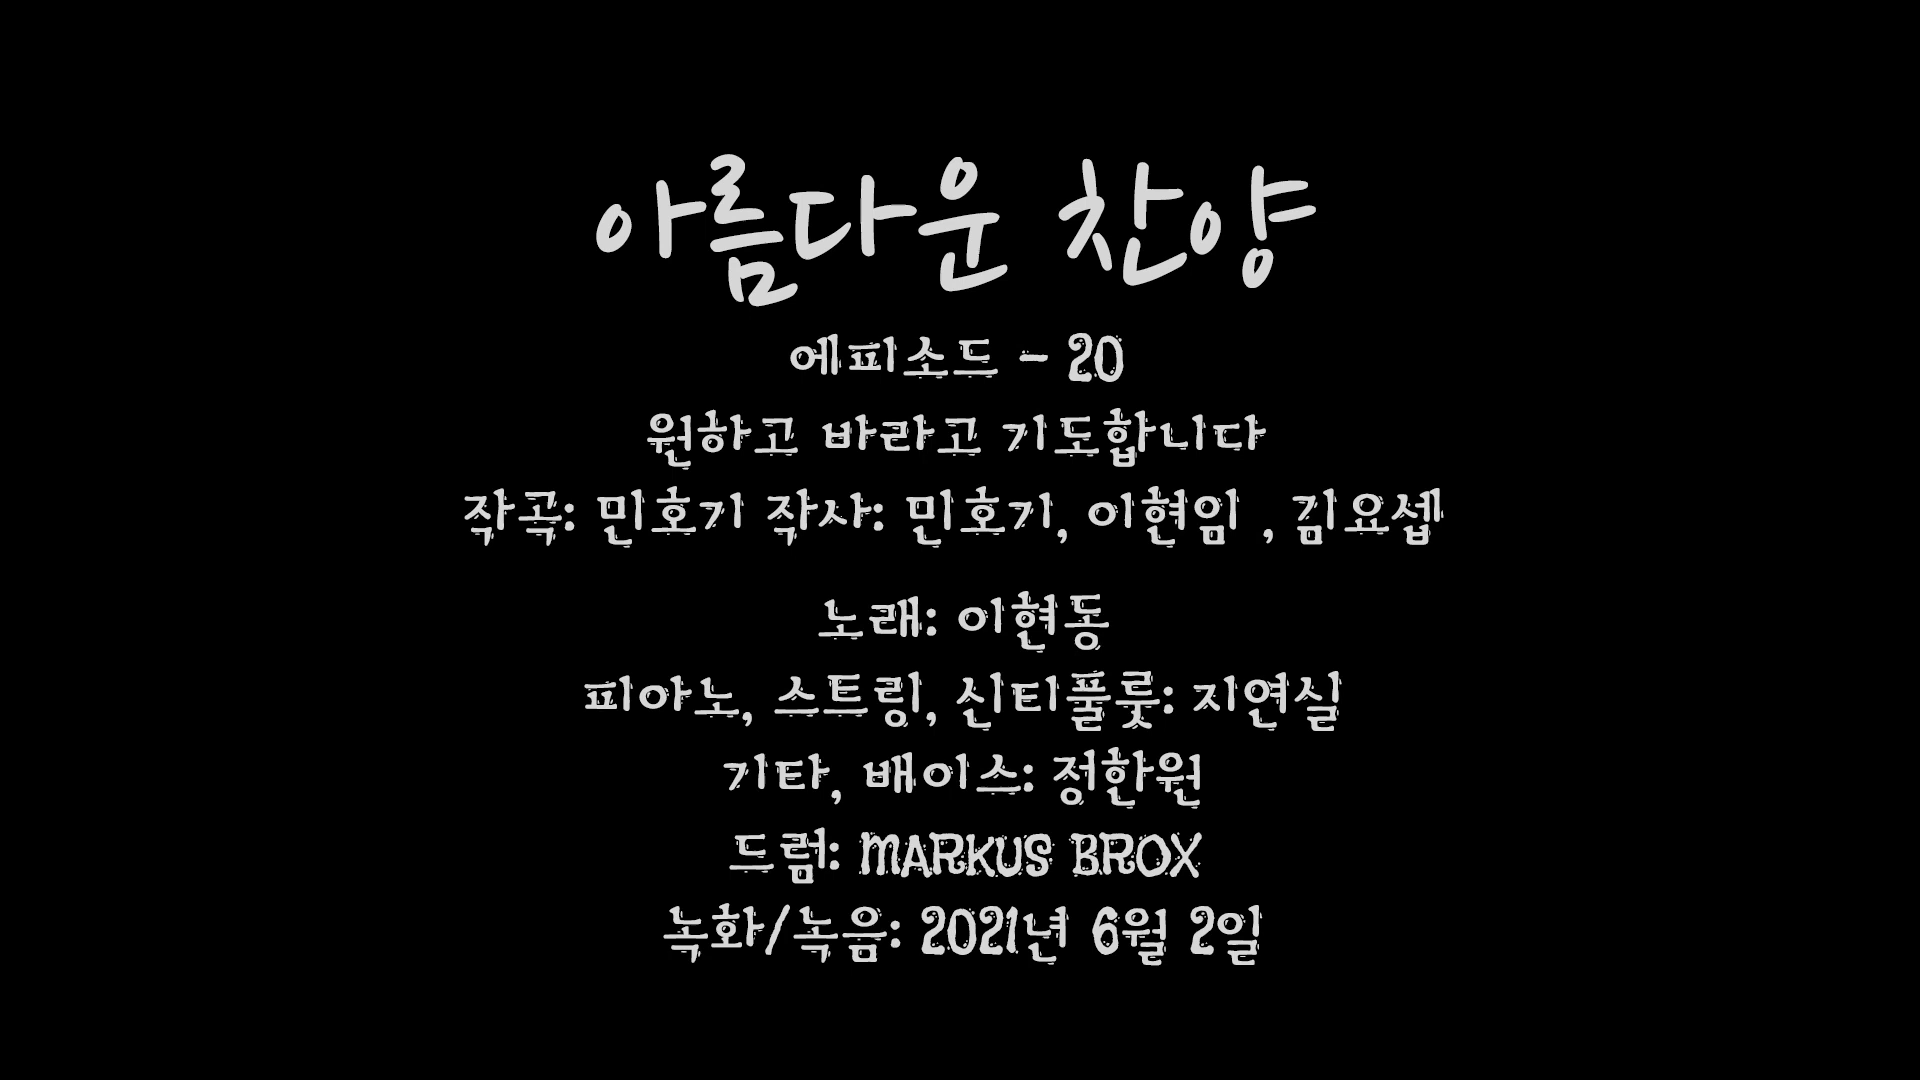 아름다운 찬양
에피소드 - 20
원하고 바라고 기도합니다
작곡: 민호기 작사: 민호기, 이현임 , 김요셉
노래: 이현동
피아노, 스트링, 신티풀룻: 지연실
기타, 배이스: 정한원
드럼: MARKUS BROX
녹화/녹음: 2021년 6월 2일